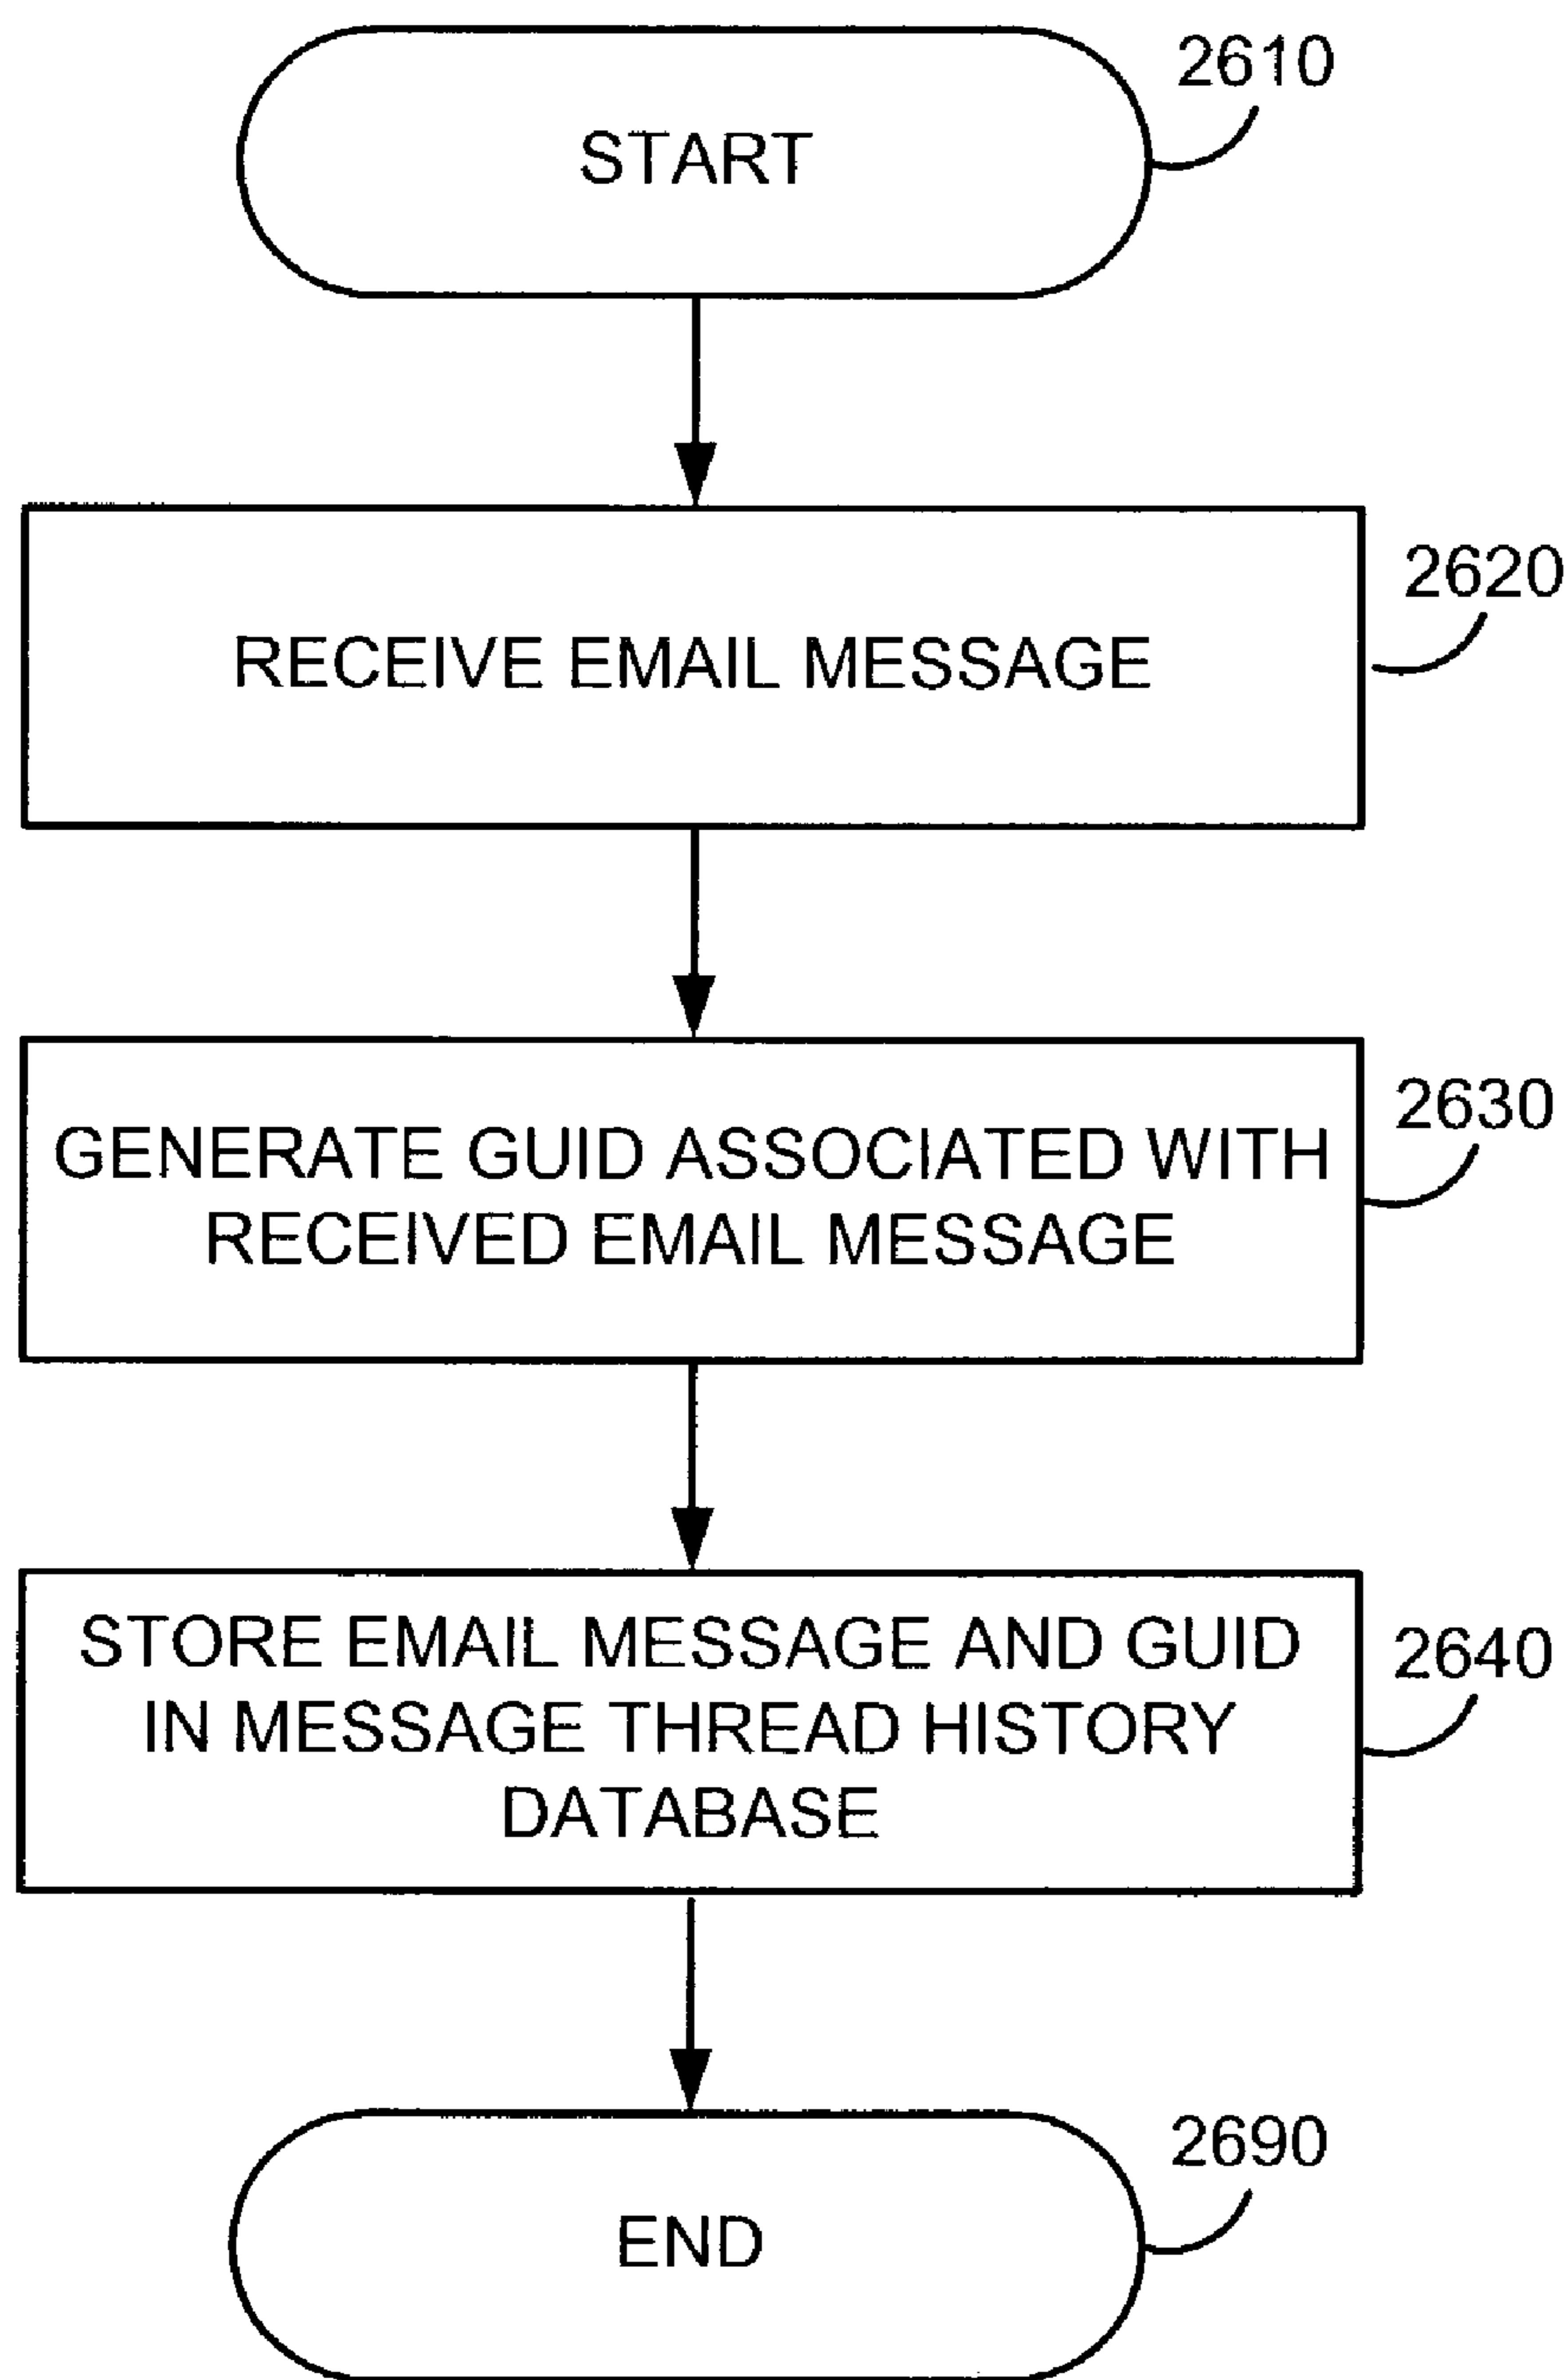 2610
START
2620
RECEIVE EMAIL MESSAGE
2630
GENERATE GUID ASSOCIATED WITH
RECEIVED EMAIL MESSAGE
2640
STORE EMAIL MESSAGE AND GUID
IN MESSAGE THREAD HISTORY
DATABASE
2690
END